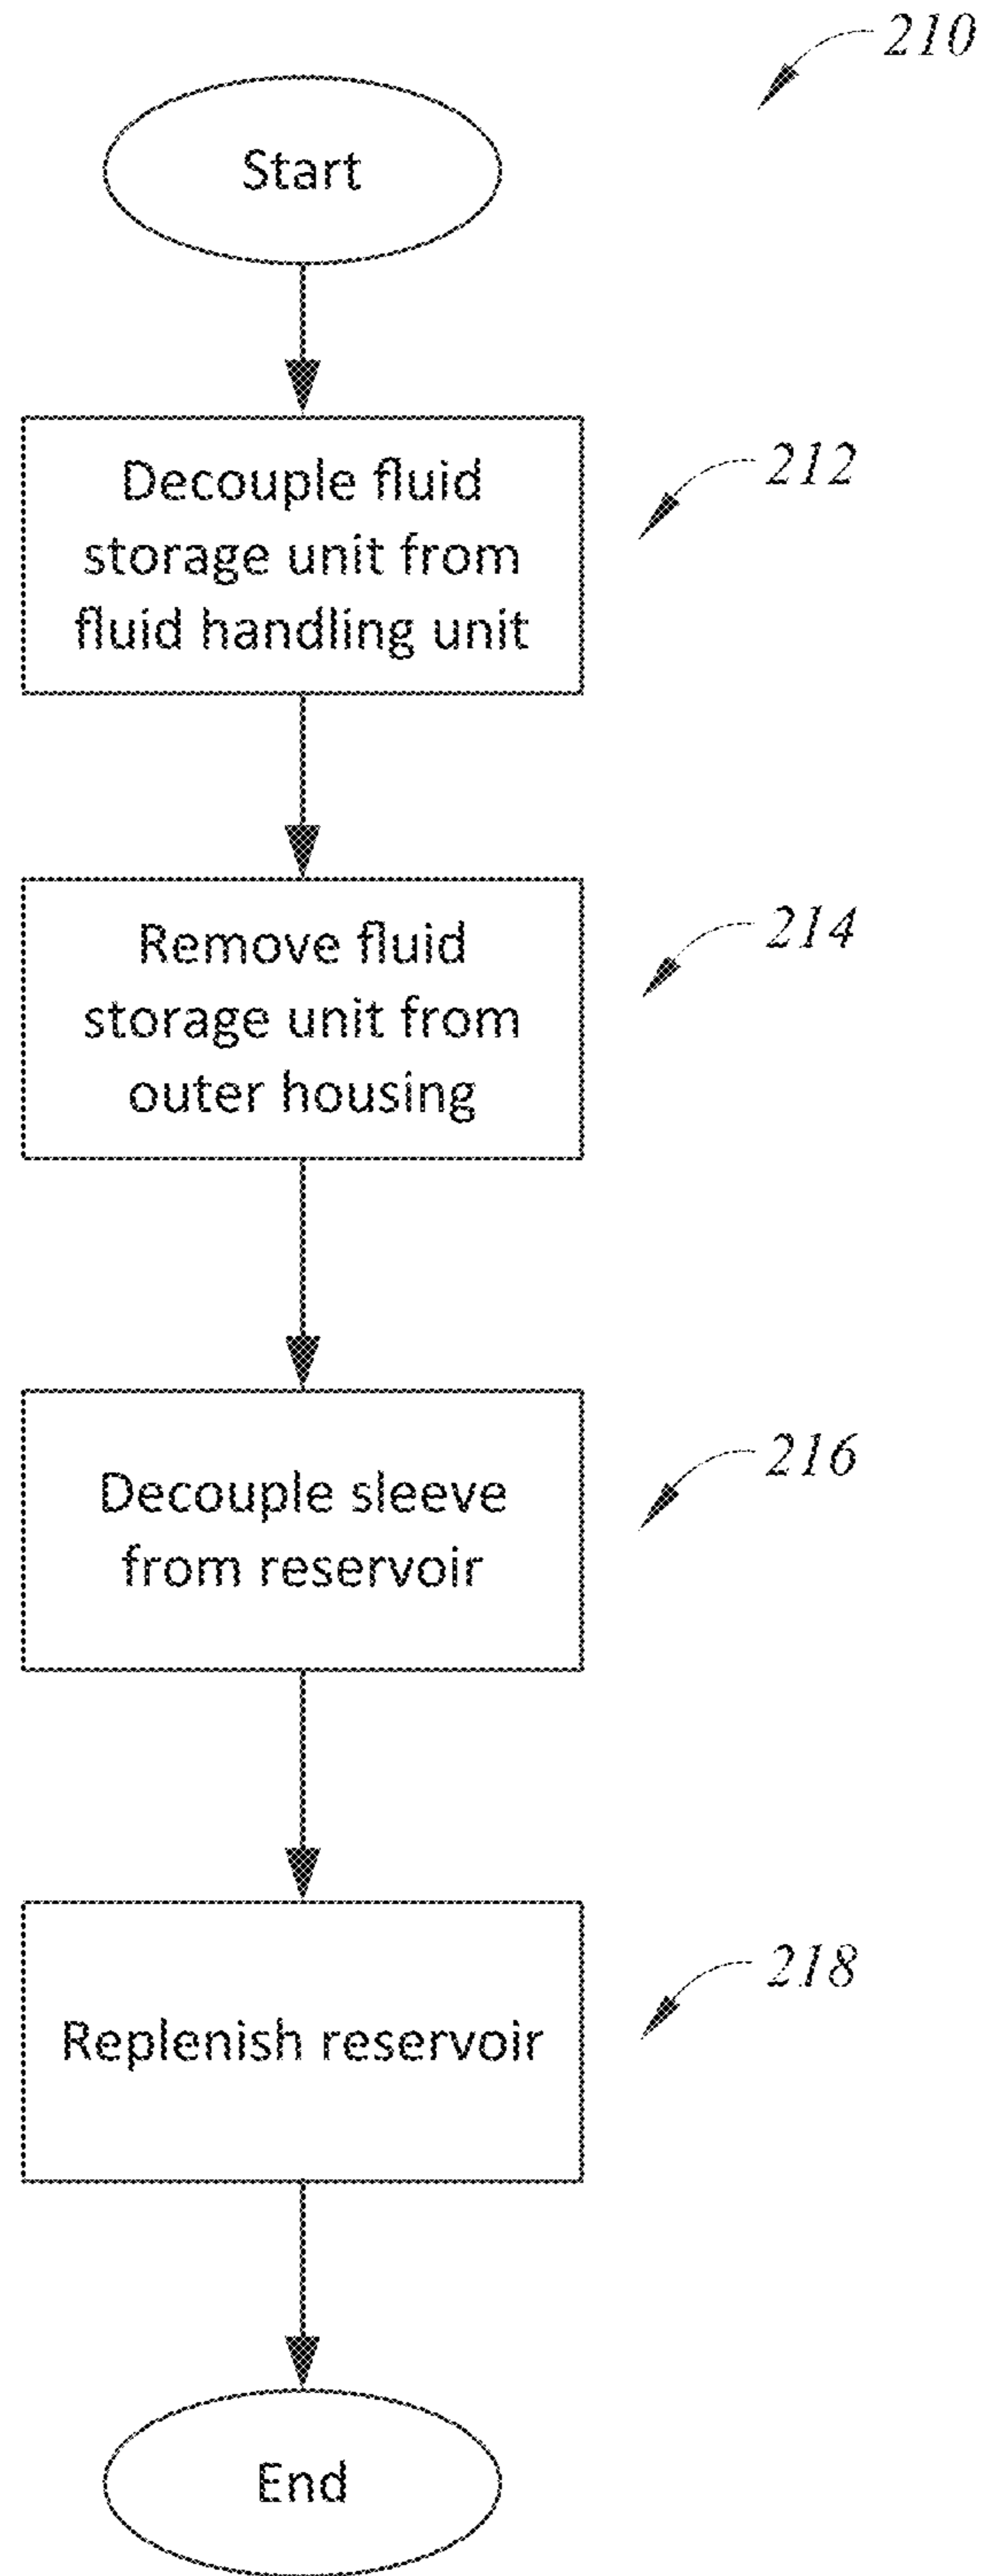 210
Start
Decouple fluid
storage unit from
fluid handling unit
212
Remove fluid
storage unit from
outer housing
214
Decouple sleeve
from reservoir
216
Replenish reservoir
218
End